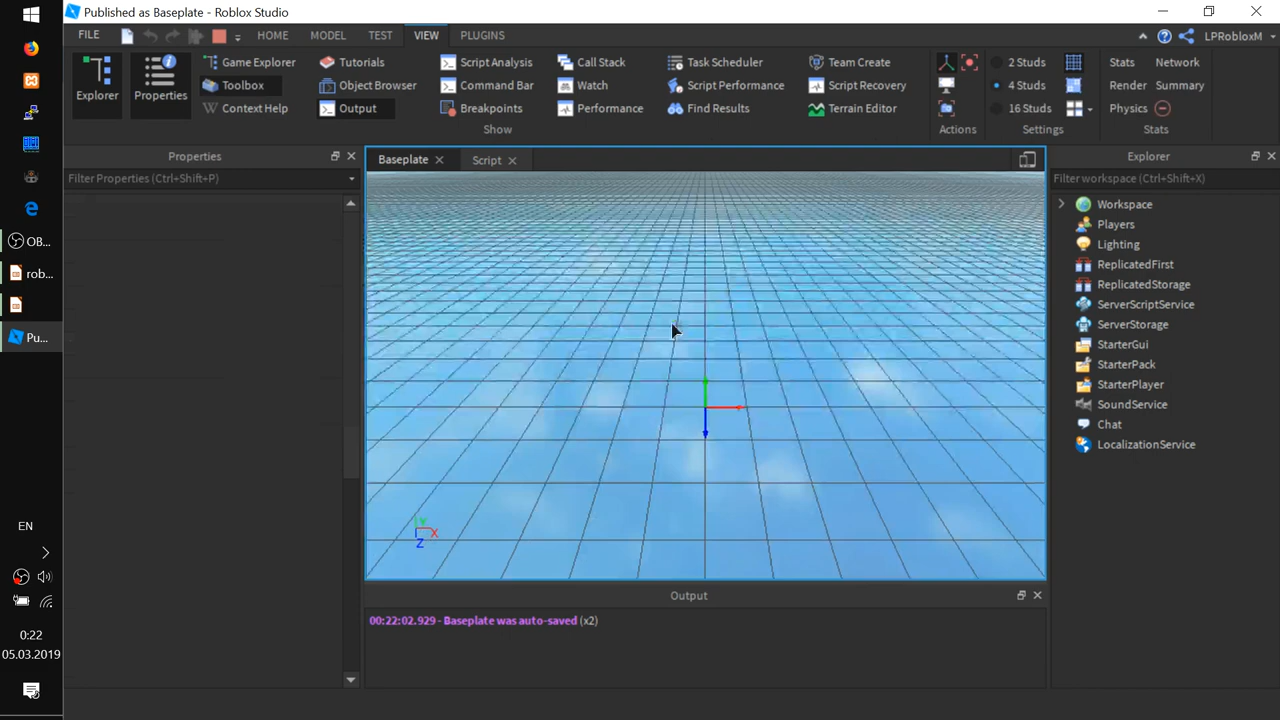 Published as Baseplate - Roblox Studio
FILE
HOME
MODEL
TEST
VIEW
PLUGINS
LPRobloxM
Explorer
Properties
Game Explorer
Toolbox
Context Help
Tutorials
Object Browser
Output
Script Analysis
Command Bar
Breakpoints
Call Stack
Watch
Performance
Task Scheduler
Script Performance
Find Results
Team Create
Script Recovery
Terrain Editor
Show
Actions
2 Studs
4 Studs
16 Studs
Settings
Stats
Network
Render
Summary
Physics
Stats
Properties
Filter Properties (Ctrl+Shift+P)
Baseplate
Script
Y
X
Z
Output
00:22:02.929 - Baseplate was auto-saved (x2)
Explorer
Filter workspace (Ctrl+Shift+X)
Workspace
Players
Lighting
ReplicatedFirst
ReplicatedStorage
ServerScriptService
ServerStorage
StarterGui
StarterPack
StarterPlayer
SoundService
Chat
LocalizationService
OB...
rob...
Pu...
EN
0:22
05.03.2019